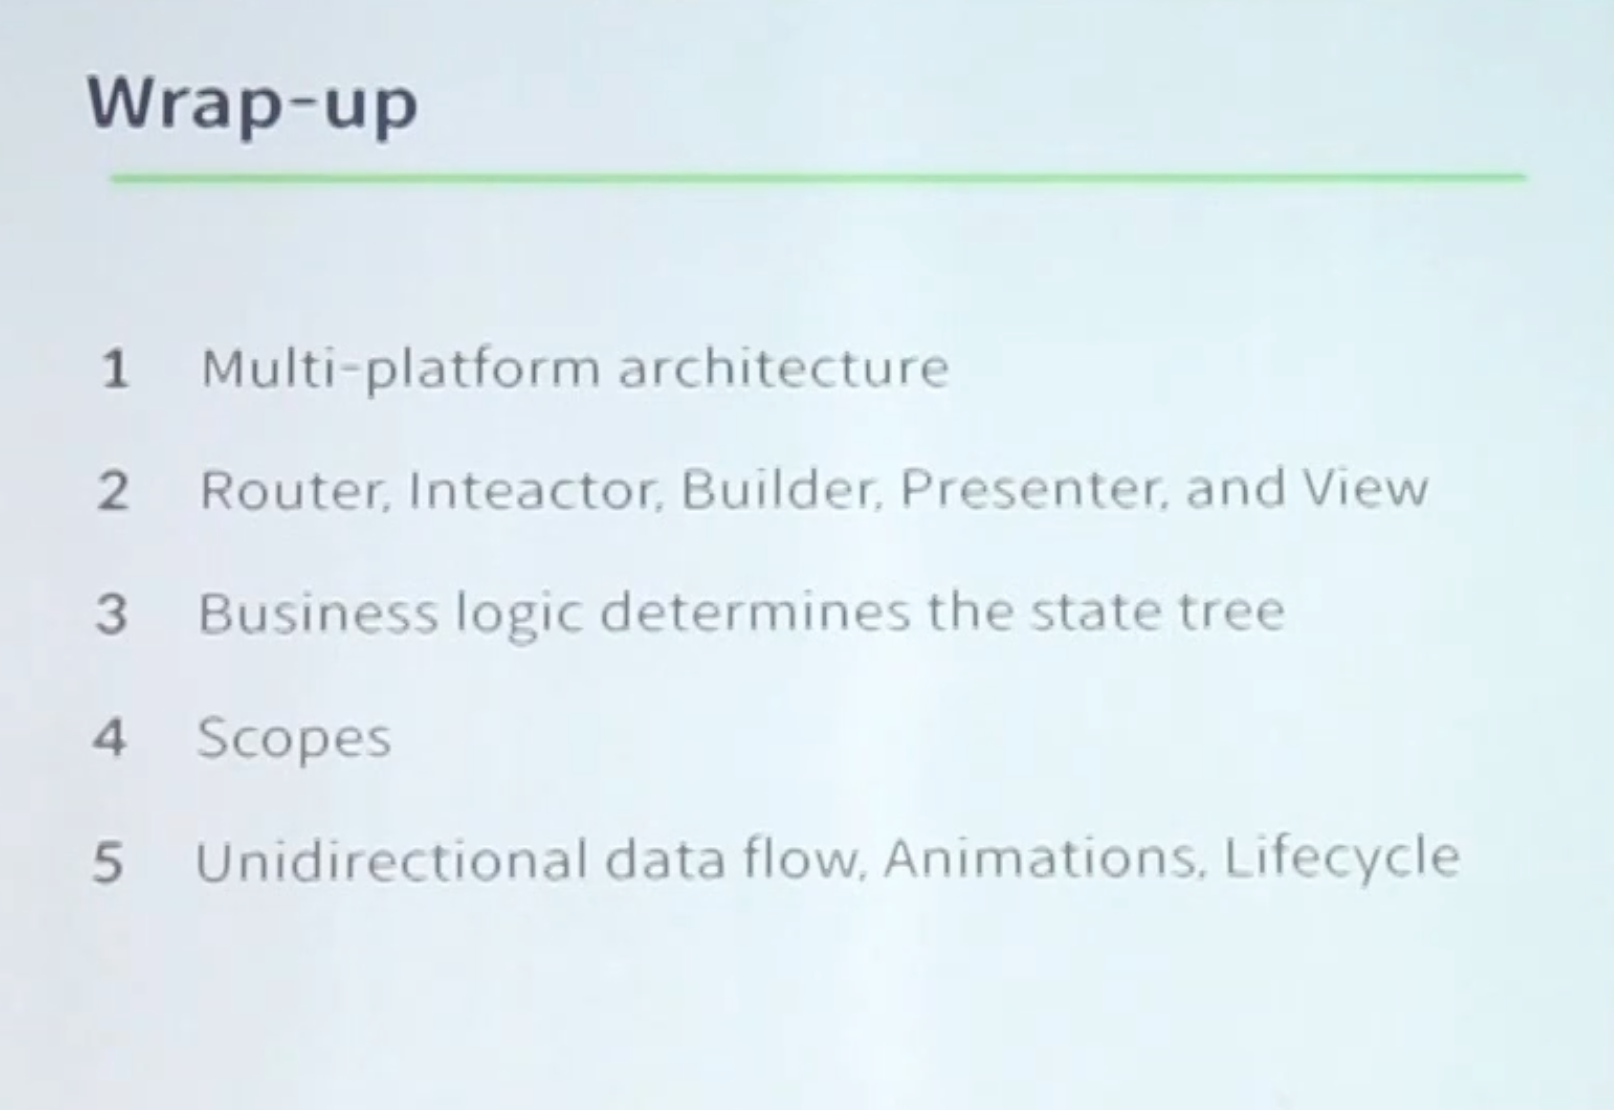 Wrap-up
1 Multi-platform architecture
2 Router, Inteactor, Builder, Presenter, and View
3 Business logic determines the state tree
4 Scopes
5 Unidirectional data flow, Animations, Lifecycle